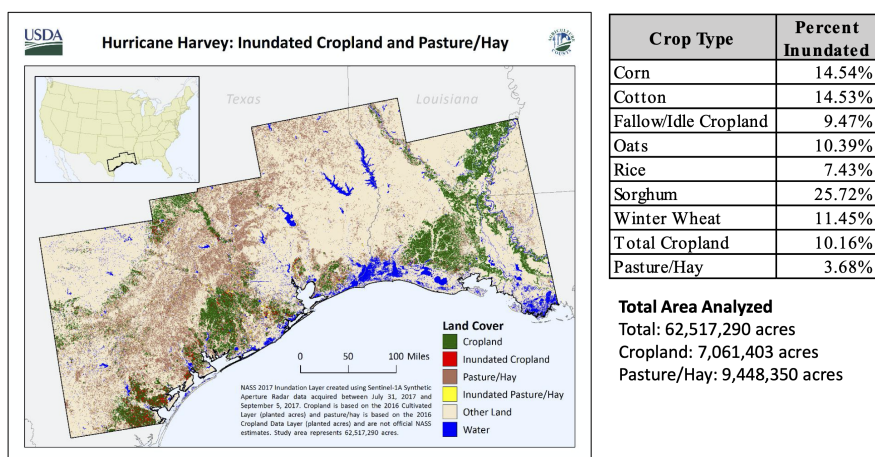 USDA
Hurricane Harvey: Inundated Cropland and Pasture/Hay
Texas
Louisiana
Land Cover
Cropland
Inundated Cropland
Pasture/Hay
Inundated Pasture/Hay
Other Land
Water
0 50 100 Miles
NASS 2017 Inundation Layer created using Sentinel-1A Synthetic
Aperture Radar data acquired between July 31, 2017 and
September 5, 2017. Cropland is based on the 2016 Cultivated
Layer (planted acres) and pasture/hay is based on the 2016
Cropland Data Layer (planted acres) and are not official NASS
estimates. Study area represents 62,517,290 acres.
Crop Type Percent Inundated
Corn 14.54%
Cotton 14.53%
Fallow/Idle Cropland 9.47%
Oats 10.39%
Rice 7.43%
Sorghum 25.72%
Winter Wheat 11.45%
Total Cropland 10.16%
Pasture/Hay 3.68%
Total Area Analyzed
Total: 62,517,290 acres
Cropland: 7,061,403 acres
Pasture/Hay: 9,448,350 acres